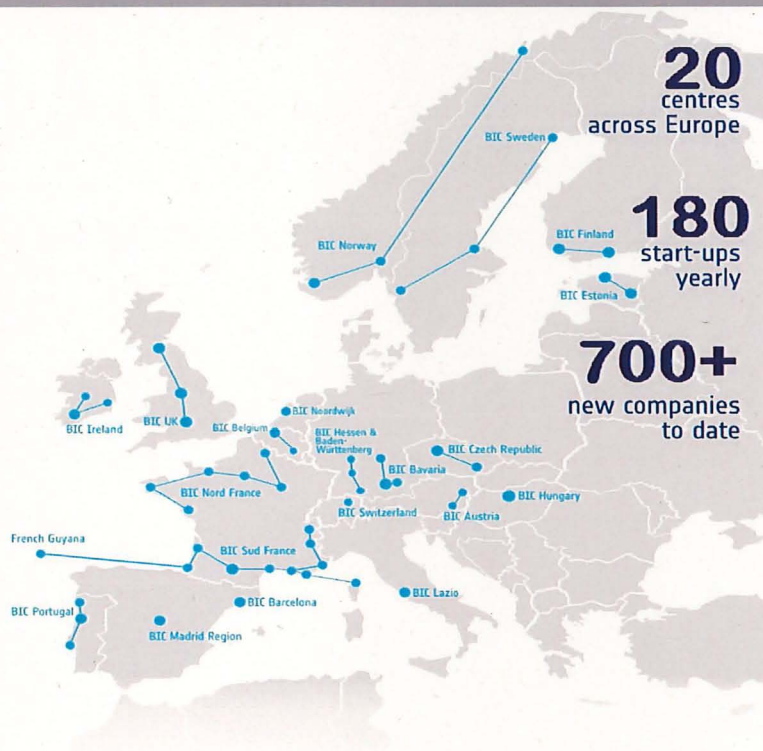 20
centres
across Europe
BIC Sweden
180
start-ups
yearly
BIC Finland
BIC Norway
BIC Estonia
700+
new companies
to date
BIC Noordwijk
BIC Ireland
BIC UK
BIC Belgium
BIC Hessen &
Baden-
Württemberg
BIC Czech Republic
BIC Bavaria
BIC Nord France
BIC Hungary
BIC Switzerland
BIC Austria
French Guyana
BIC Sud France
BIC Lazio
BIC Barcelona
BIC Portugal
BIC Madrid Region